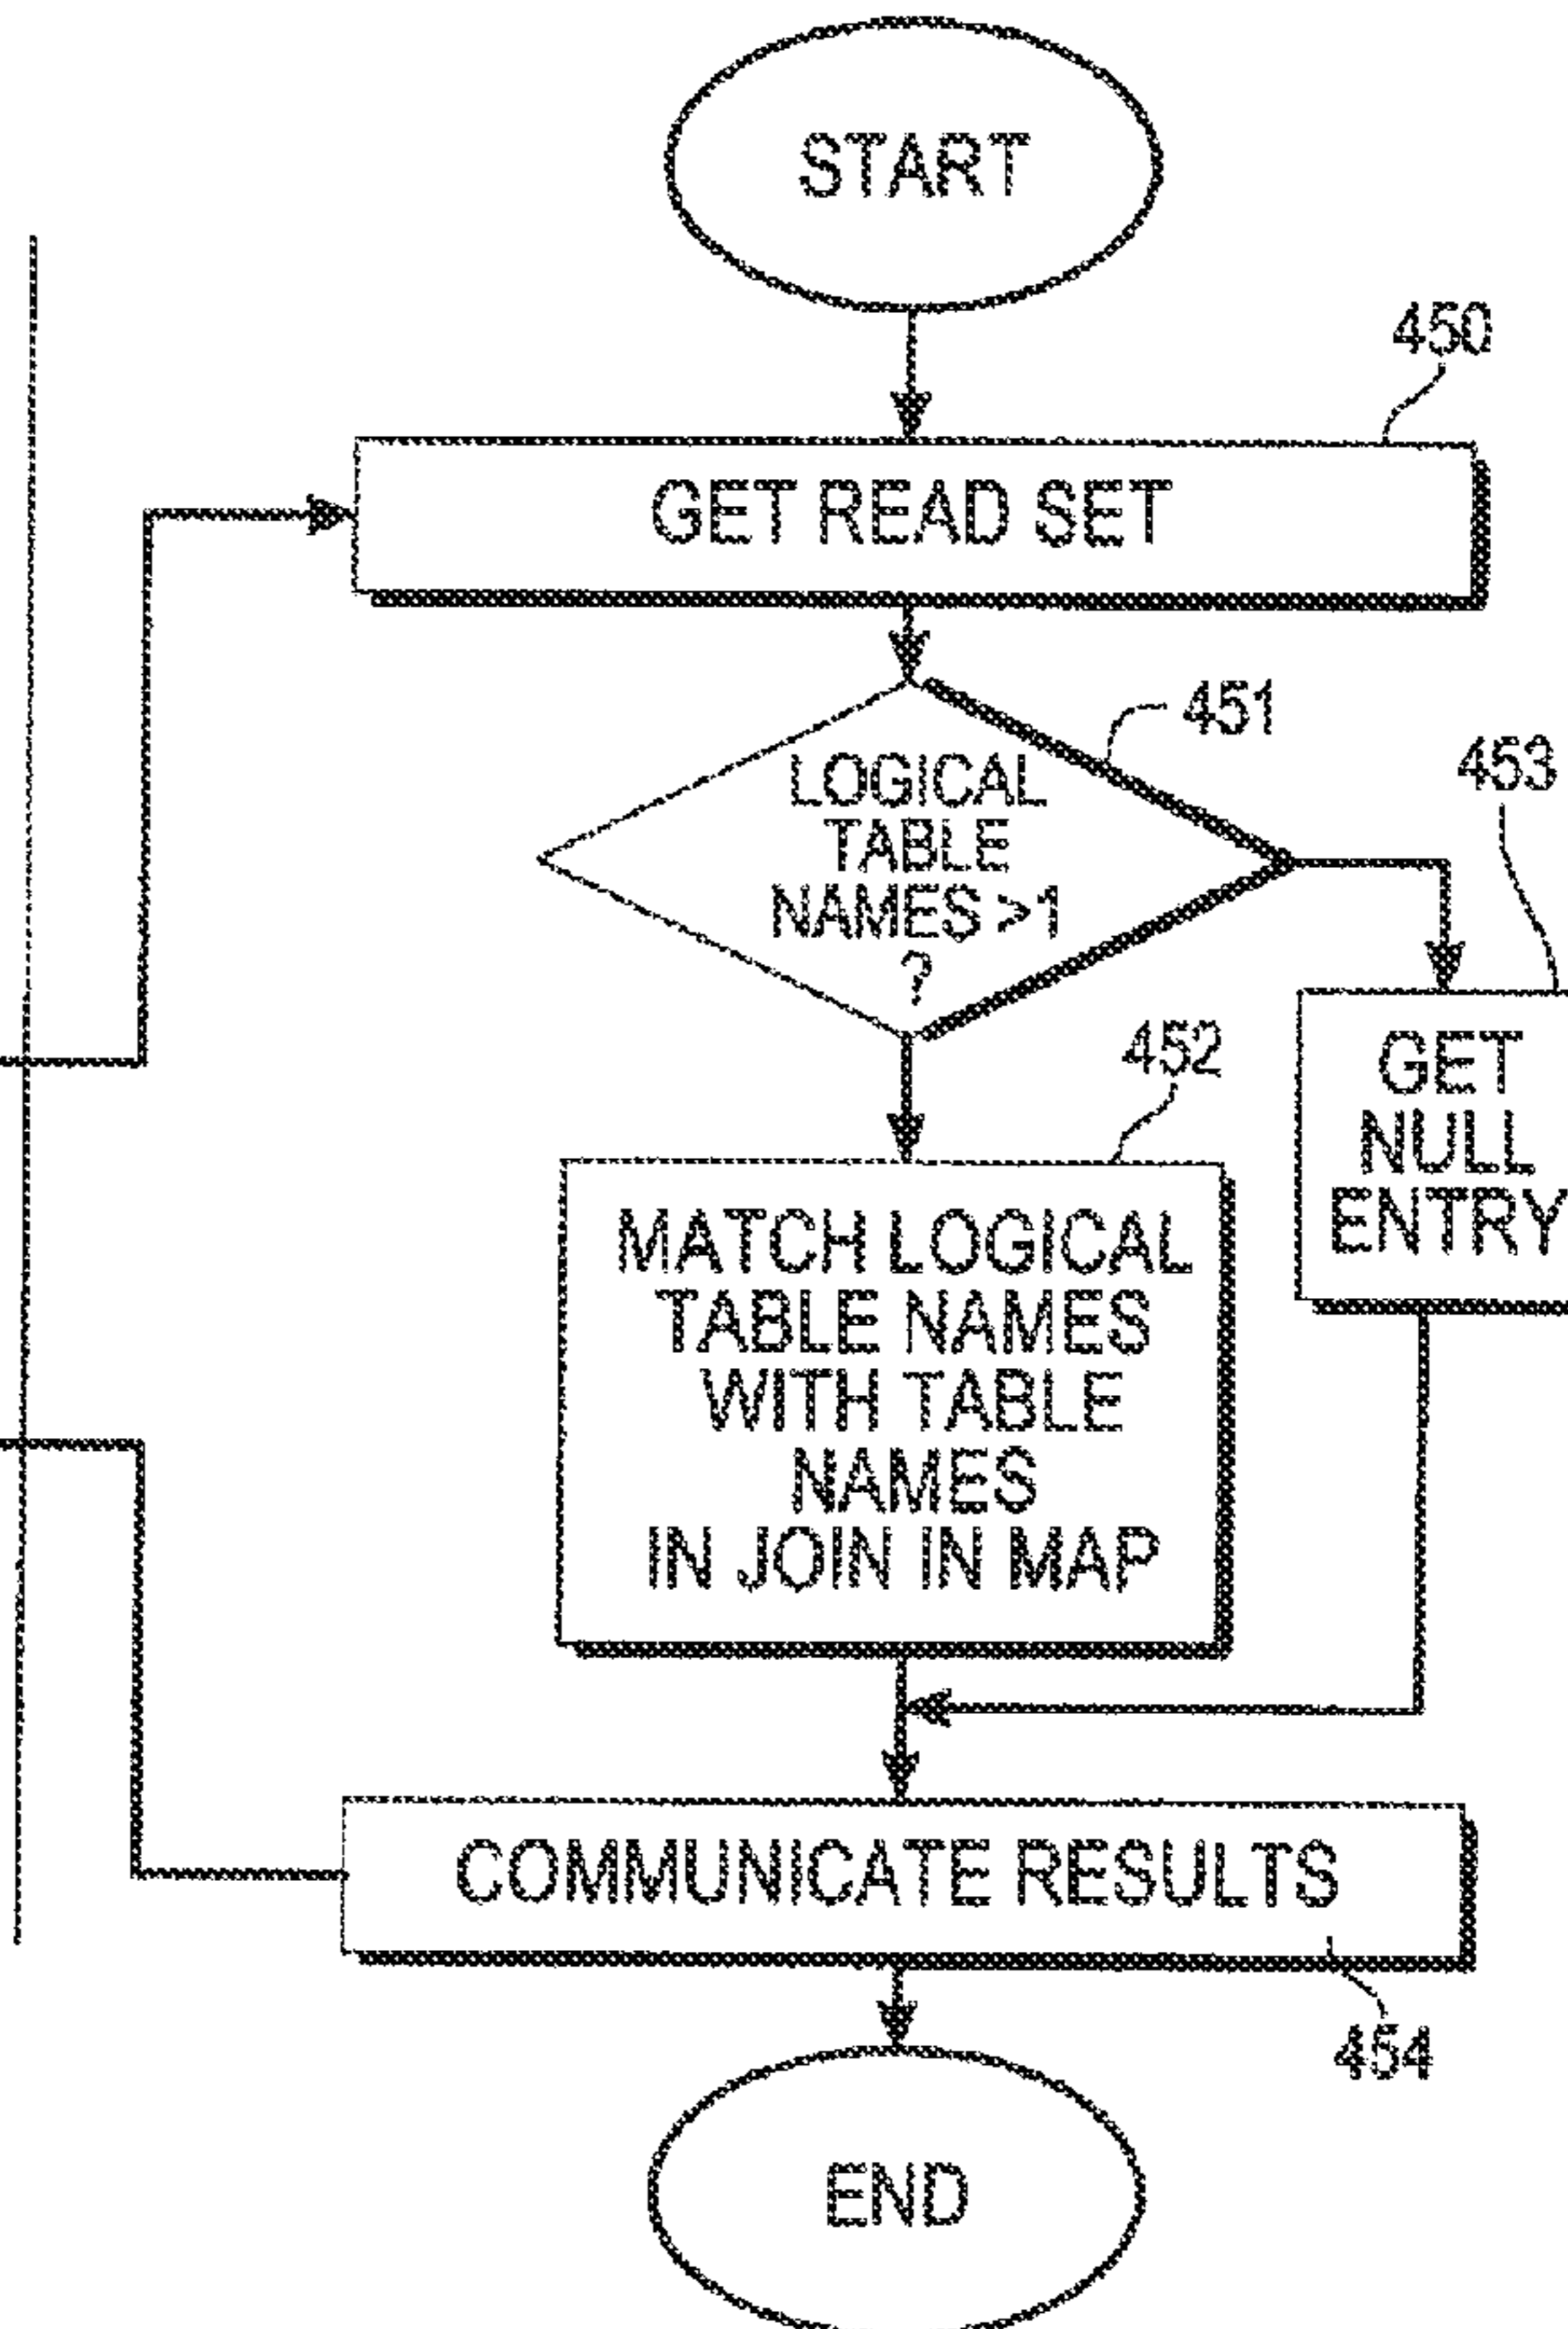 START
450
GET READ SET
451
LOGICAL
TABLE
NAMES >1
?
453
GET
NULL
ENTRY
452
MATCH LOGICAL
TABLE NAMES
WITH TABLE
NAMES
IN JOIN IN MAP
COMMUNICATE RESULTS
454
END